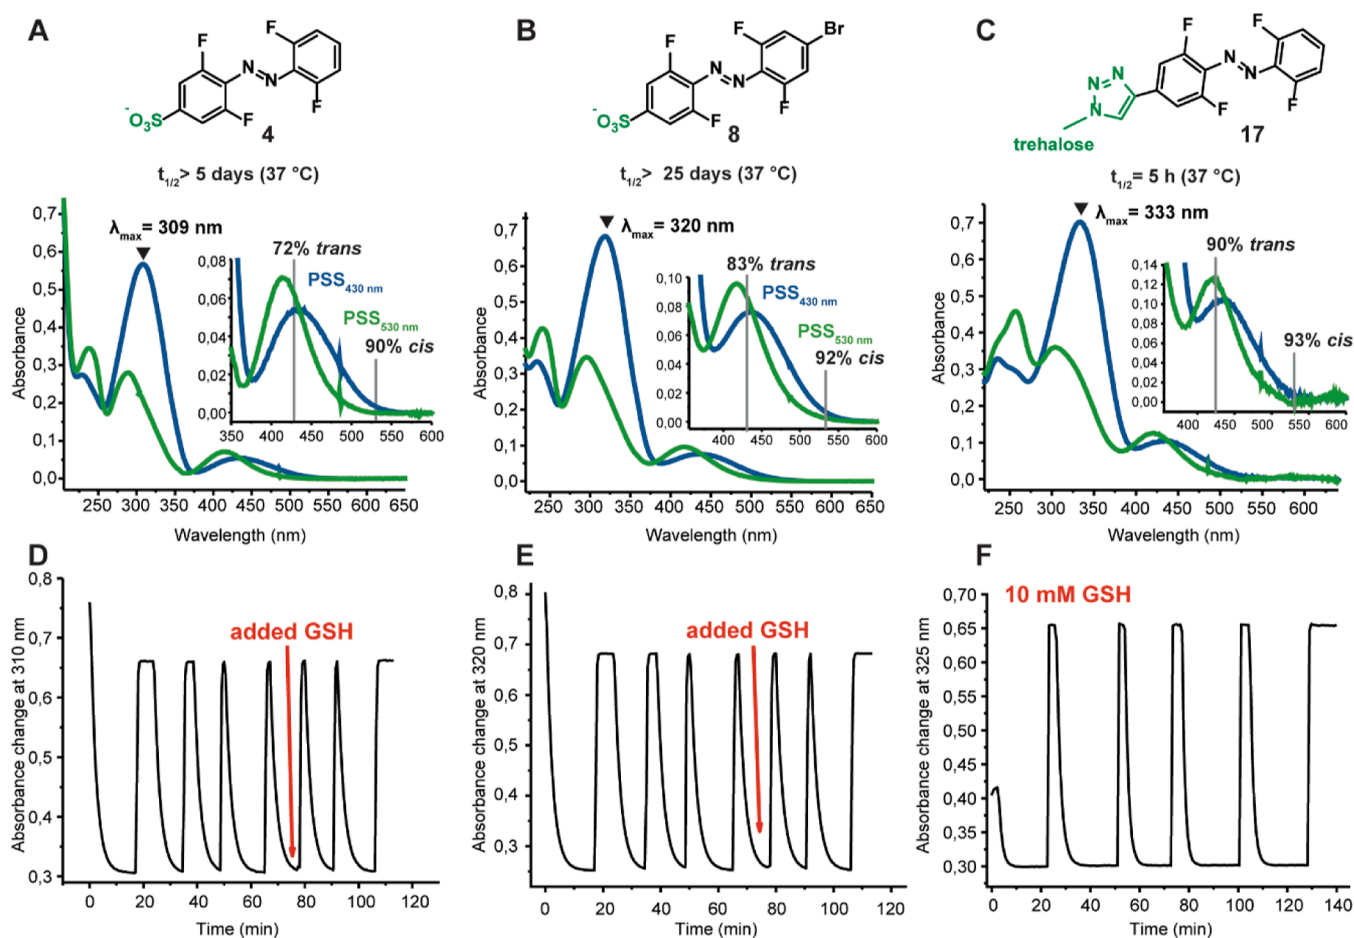 A
F
F
N
N
F
F
-
O₃S
4
t₁/₂> 5 days (37 °C)
B
F
F
Br
N
N
F
F
-
O₃S
8
t₁/₂> 25 days (37 °C)
C
F
F
N
N
F
F
N
N
N
trehalose
17
t₁/₂= 5 h (37 °C)
Absorbance
0,7
0,6
0,5
0,4
0,3
0,2
0,1
0,0
λmax= 309 nm
72% trans
PSS430 nm
PSS530 nm
90% cis
0,08
0,06
0,04
0,02
0,00
350 400 450 500 550 600
250 300 350 400 450 500 550 600 650
Wavelength (nm)
Absorbance
0,7
0,6
0,5
0,4
0,3
0,2
0,1
0,0
λmax= 320 nm
83% trans
PSS430 nm
PSS530 nm
92% cis
0,10
0,08
0,06
0,04
0,02
0,00
400 450 500 550 600
250 300 350 400 450 500 550 600 650
Wavelength (nm)
Absorbance
0,7
0,6
0,5
0,4
0,3
0,2
0,1
0,0
λmax= 333 nm
90% trans
93% cis
0,14
0,12
0,10
0,08
0,06
0,04
0,02
0,00
400 450 500 540 500 600
250 300 350 400 450 500 550 600
Wavelength (nm)
D
Absorbance change at 310 nm
0,8
0,7
0,6
0,5
0,4
0,3
added GSH
0 20 40 60 80 100 120
Time (min)
E
Absorbance change at 320 nm
0,8
0,7
0,6
0,5
0,4
0,3
added GSH
0 20 40 60 80 100 120
Time (min)
F
Absorbance change at 325 nm
0,70
0,65
0,60
0,55
0,50
0,45
0,40
0,35
0,30
10 mM GSH
0 20 40 60 80 100 120 140
Time (min)